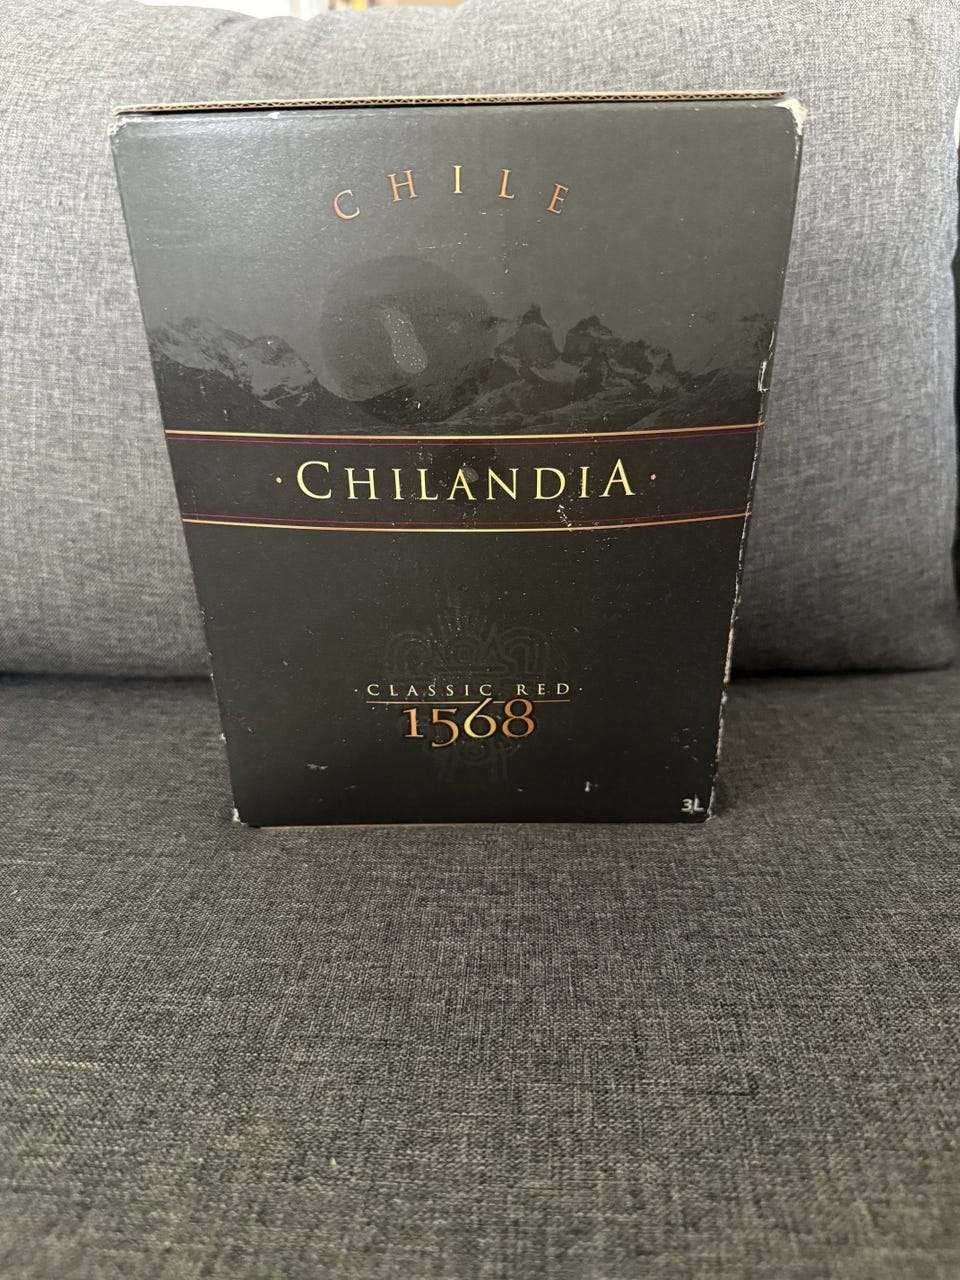 CHILE
· CHILANDIA ·
· CLASSIC RED ·
1568
3L